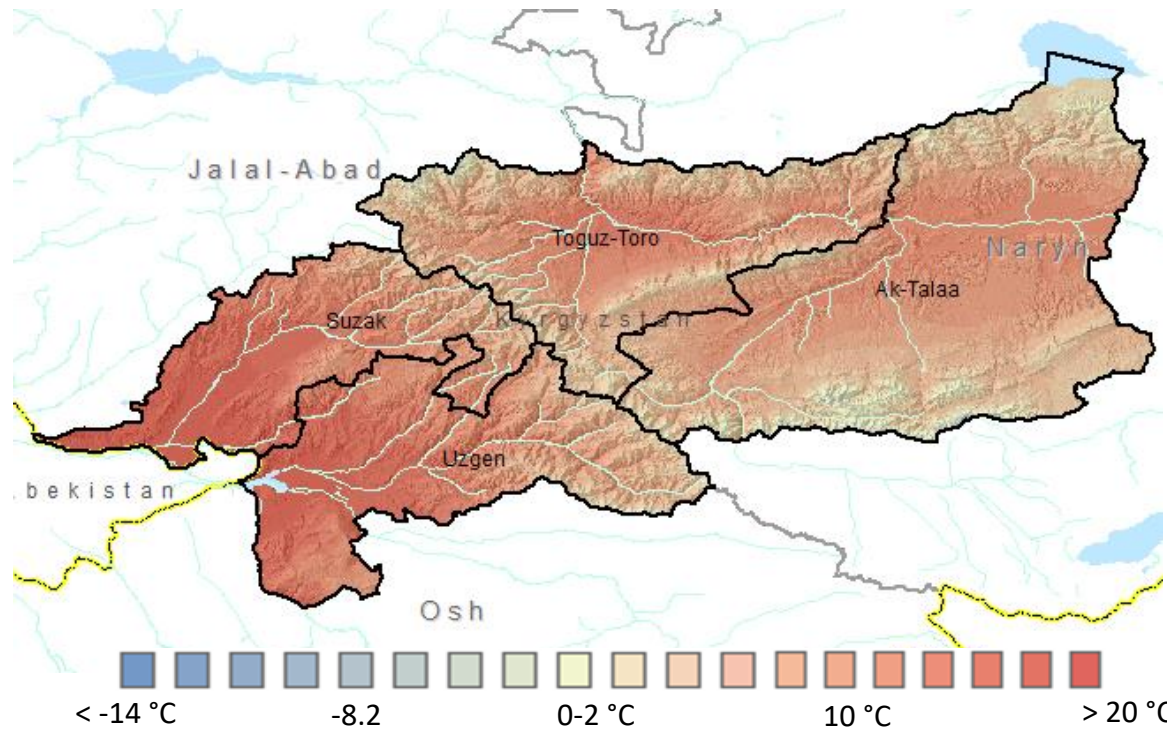 Jalal-Abad
Toguz-Toro
Naryn
Ak-Talaa
Suzak
Kyrgyzstan
Uzgen
bekistan
Osh
< -14 °C
-8.2
0-2 °C
10 °C
> 20 °C